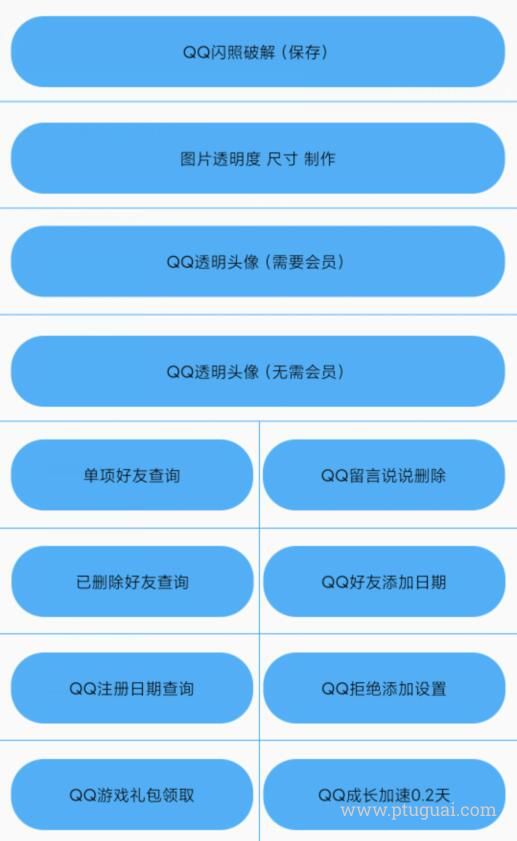 QQ闪照破解（保存）
图片透明度 尺寸 制作
QQ透明头像（需要会员）
QQ透明头像（无需会员）
单项好友查询
QQ留言说说删除
已删除好友查询
QQ好友添加日期
QQ注册日期查询
QQ拒绝添加设置
QQ游戏礼包领取
QQ成长加速0.2天
www.ptuguai.com